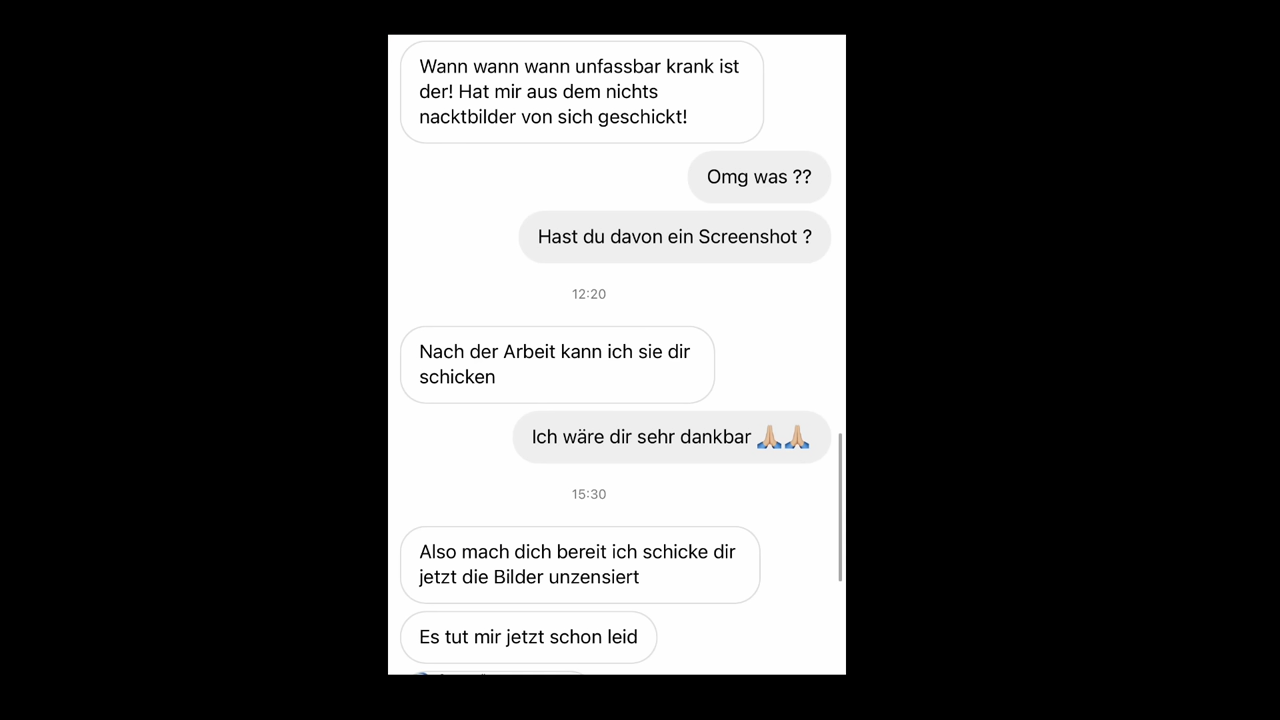 Wann wann wann unfassbar krank ist
der! Hat mir aus dem nichts
nacktbilder von sich geschickt!
Omg was ??
Hast du davon ein Screenshot ?
12:20
Nach der Arbeit kann ich sie dir
schicken
Ich wäre dir sehr dankbar 🙏🏼🙏🏼
15:30
Also mach dich bereit ich schicke dir
jetzt die Bilder unzensiert
Es tut mir jetzt schon leid